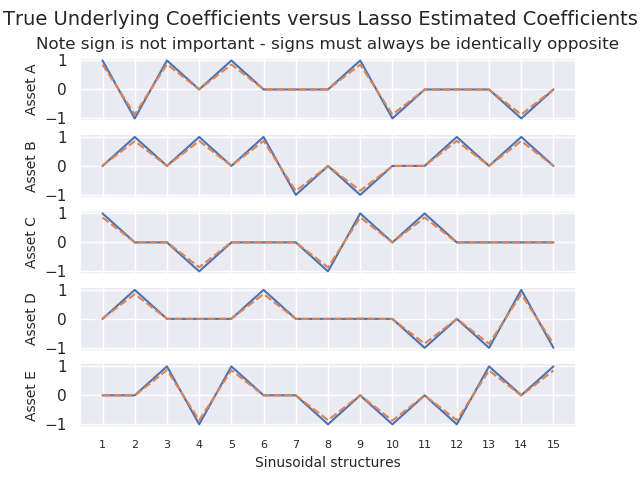 True Underlying Coefficients versus Lasso Estimated Coefficients
Note sign is not important - signs must always be identically opposite
Asset A
1
0
−1
Asset B
1
0
−1
Asset C
1
0
−1
Asset D
1
0
−1
Asset E
1
0
−1
1 2 3 4 5 6 7 8 9 10 11 12 13 14 15
Sinusoidal structures